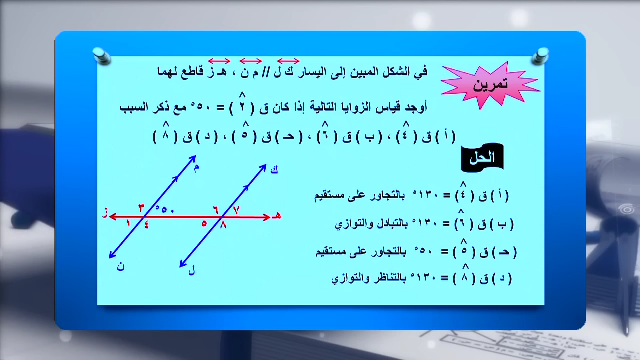 تمرين
في الشكل المبين إلى اليسار ك ل // م ن ، هـ ز قاطع لهما
أوجد قياس الزوايا التالية إذا كان ق ( ٢ ) = ٥٠° مع ذكر السبب
( أ ) ق ( ٤ ) ، ( ب ) ق ( ٦ ) ، ( حـ ) ق ( ٥ ) ، ( د ) ق ( ٨ )
الحل
( أ ) ق ( ٤ ) = ١٣٠° بالتجاور على مستقيم
( ب ) ق ( ٦ ) = ١٣٠° بالتبادل والتوازي
( حـ ) ق ( ٥ ) = ٥٠° بالتجاور على مستقيم
( د ) ق ( ٨ ) = ١٣٠° بالتناظر والتوازي
م
ك
٣
٥٠°
٦
٧
ز
هـ
١
٤
٥
٨
ن
ل